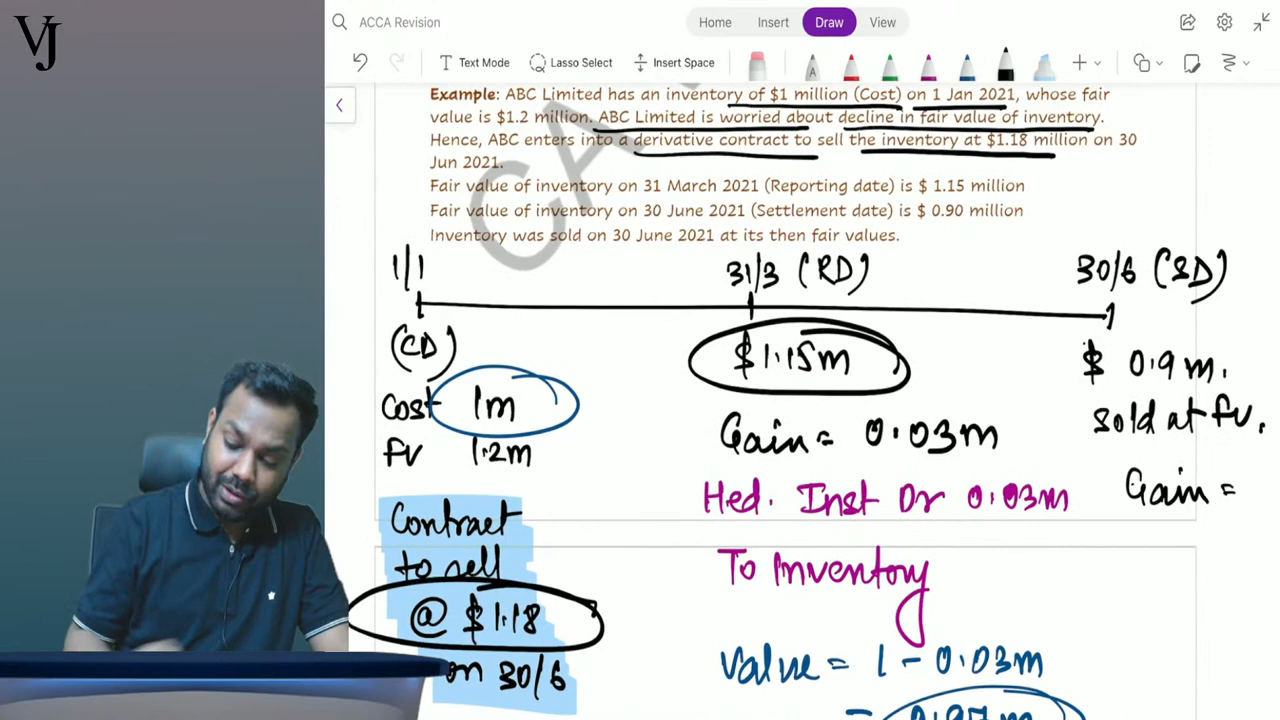 VJ
ACCA Revision
Home Insert Draw View
Text Mode Lasso Select Insert Space
Example: ABC Limited has an inventory of $1 million (Cost) on 1 Jan 2021, whose fair
value is $1.2 million. ABC Limited is worried about decline in fair value of inventory.
Hence, ABC enters into a derivative contract to sell the inventory at $1.18 million on 30
Jun 2021.
Fair value of inventory on 31 March 2021 (Reporting date) is $ 1.15 million
Fair value of inventory on 30 June 2021 (Settlement date) is $ 0.90 million
Inventory was sold on 30 June 2021 at its then fair values.
1/1 31/3 (RD) 30/6 (SD)
(CD) $1.15m $ 0.9m.
Cost 1m Sold at fv.
fv 1.2m Gain = 0.03m
Hed. Inst Dr 0.03m Gain =
Contract
to sell To Inventory
@ $1.18
on 30/6 Value = 1 - 0.03m
= 0.97m